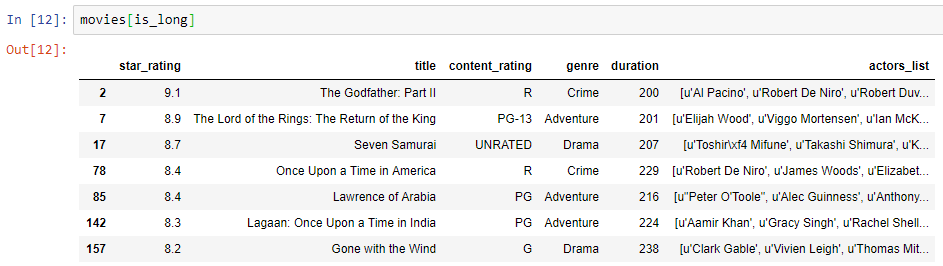 In [12]: movies[is_long]
Out[12]:
star_rating title content_rating genre duration actors_list
2 9.1 The Godfather: Part II R Crime 200 [u'Al Pacino', u'Robert De Niro', u'Robert Duv...
7 8.9 The Lord of the Rings: The Return of the King PG-13 Adventure 201 [u'Elijah Wood', u'Viggo Mortensen', u'Ian McK...
17 8.7 Seven Samurai UNRATED Drama 207 [u'Toshir\xf4 Mifune', u'Takashi Shimura', u'K...
78 8.4 Once Upon a Time in America R Crime 229 [u'Robert De Niro', u'James Woods', u'Elizabet...
85 8.4 Lawrence of Arabia PG Adventure 216 [u"Peter O'Toole", u'Alec Guinness', u'Anthony...
142 8.3 Lagaan: Once Upon a Time in India PG Adventure 224 [u'Aamir Khan', u'Gracy Singh', u'Rachel Shell...
157 8.2 Gone with the Wind G Drama 238 [u'Clark Gable', u'Vivien Leigh', u'Thomas Mit...